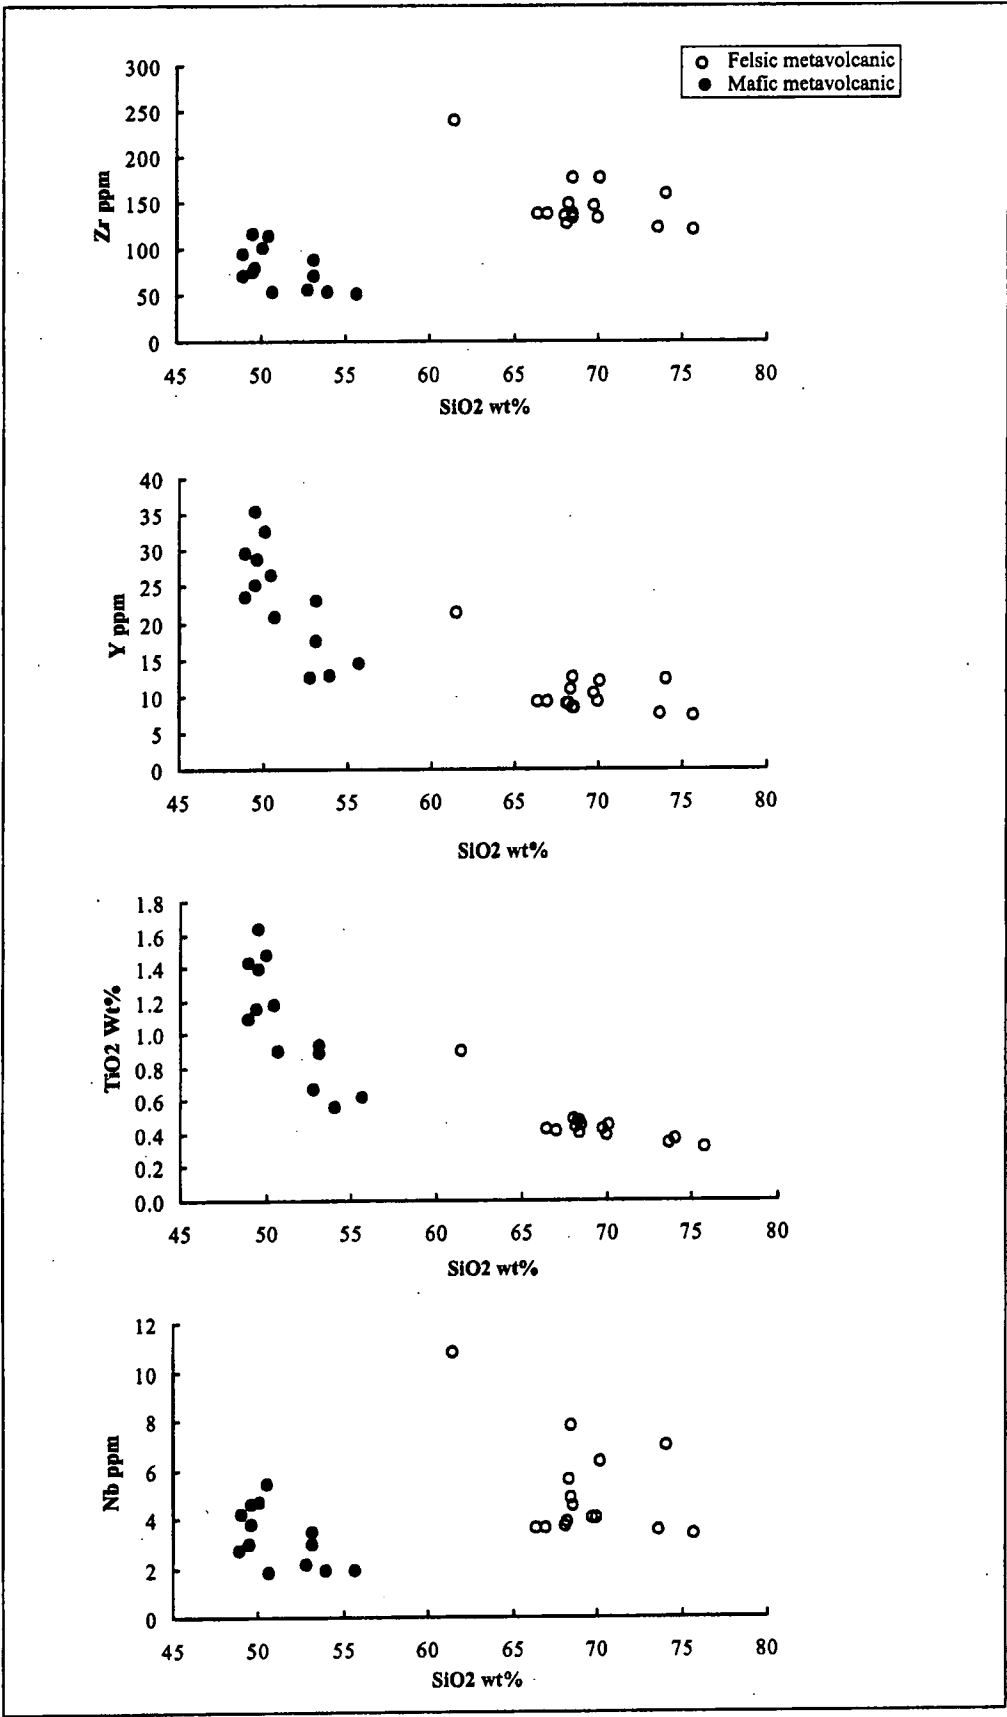 Felsic metavolcanic
Mafic metavolcanic
300
250
200
150
100
50
0
Zr ppm
45 50 55 60 65 70 75 80
SiO2 wt%
40
35
30
25
20
15
10
5
0
Y ppm
45 50 55 60 65 70 75 80
SiO2 wt%
1.8
1.6
1.4
1.2
1.0
0.8
0.6
0.4
0.2
0.0
TiO2 Wt%
45 50 55 60 65 70 75 80
SiO2 wt%
12
10
8
6
4
2
0
Nb ppm
45 50 55 60 65 70 75 80
SiO2 wt%